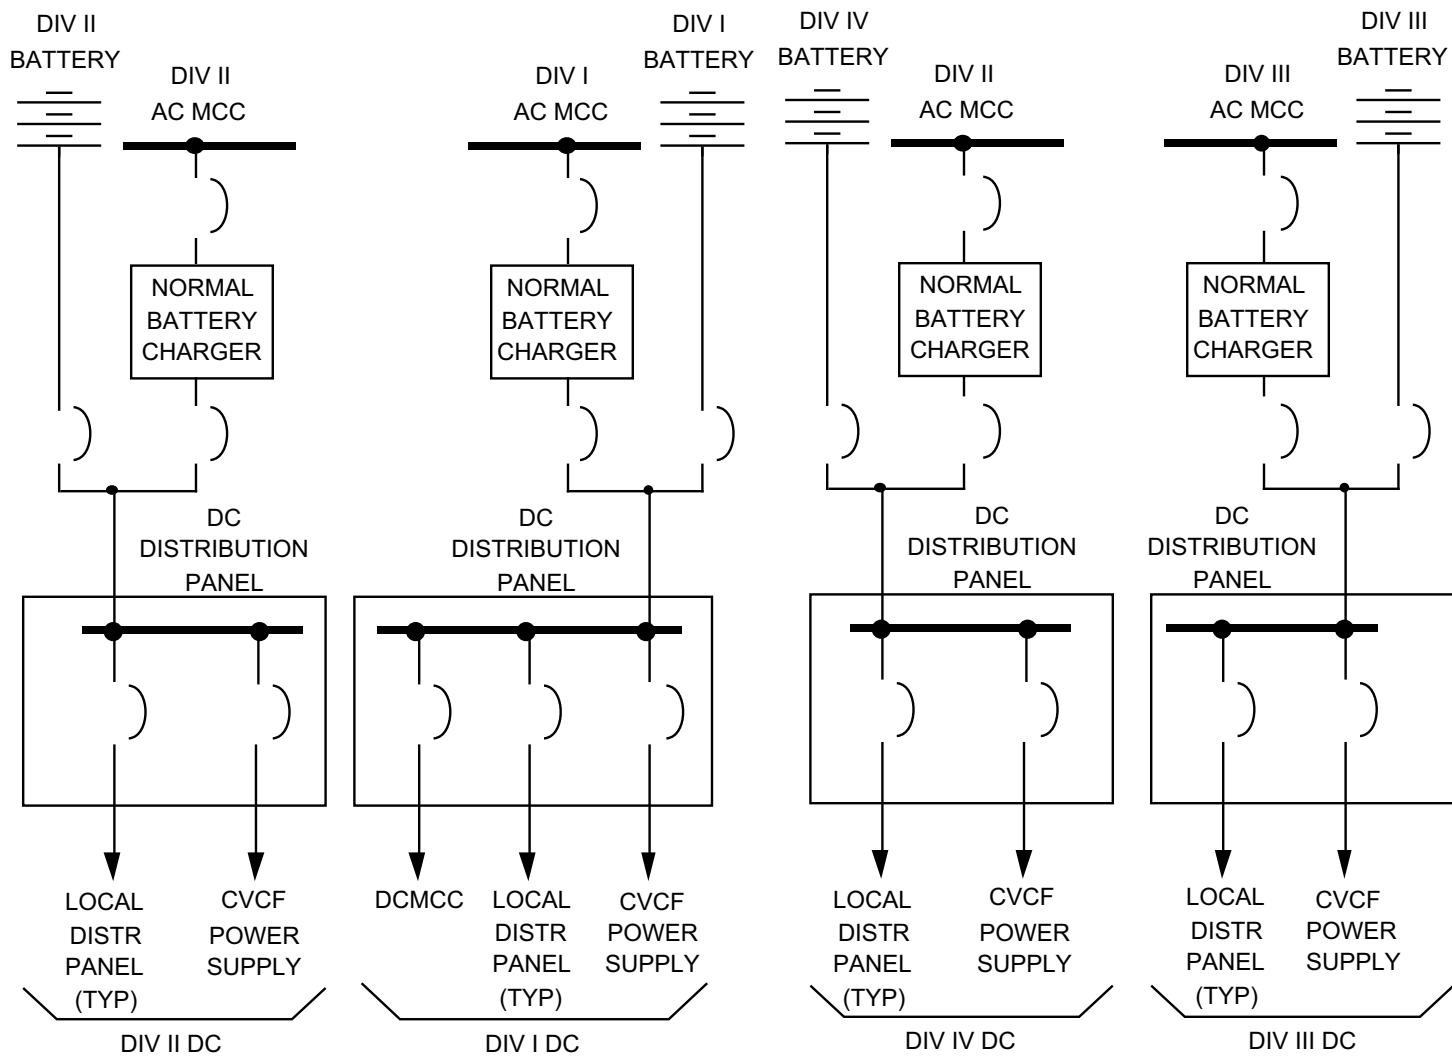 DIV II
BATTERY
DIV II
AC MCC
DIV I
AC MCC
DIV I
BATTERY
DIV IV
BATTERY
DIV II
AC MCC
DIV III
AC MCC
DIV III
BATTERY
NORMAL
BATTERY
CHARGER
NORMAL
BATTERY
CHARGER
NORMAL
BATTERY
CHARGER
NORMAL
BATTERY
CHARGER
DC
DISTRIBUTION
PANEL
DC
DISTRIBUTION
PANEL
DC
DISTRIBUTION
PANEL
DC
DISTRIBUTION
PANEL
LOCAL
DISTR
PANEL
(TYP)
CVCF
POWER
SUPPLY
DCMCC
LOCAL
DISTR
PANEL
(TYP)
CVCF
POWER
SUPPLY
LOCAL
DISTR
PANEL
(TYP)
CVCF
POWER
SUPPLY
LOCAL
DISTR
PANEL
(TYP)
CVCF
POWER
SUPPLY
DIV II DC
DIV I DC
DIV IV DC
DIV III DC